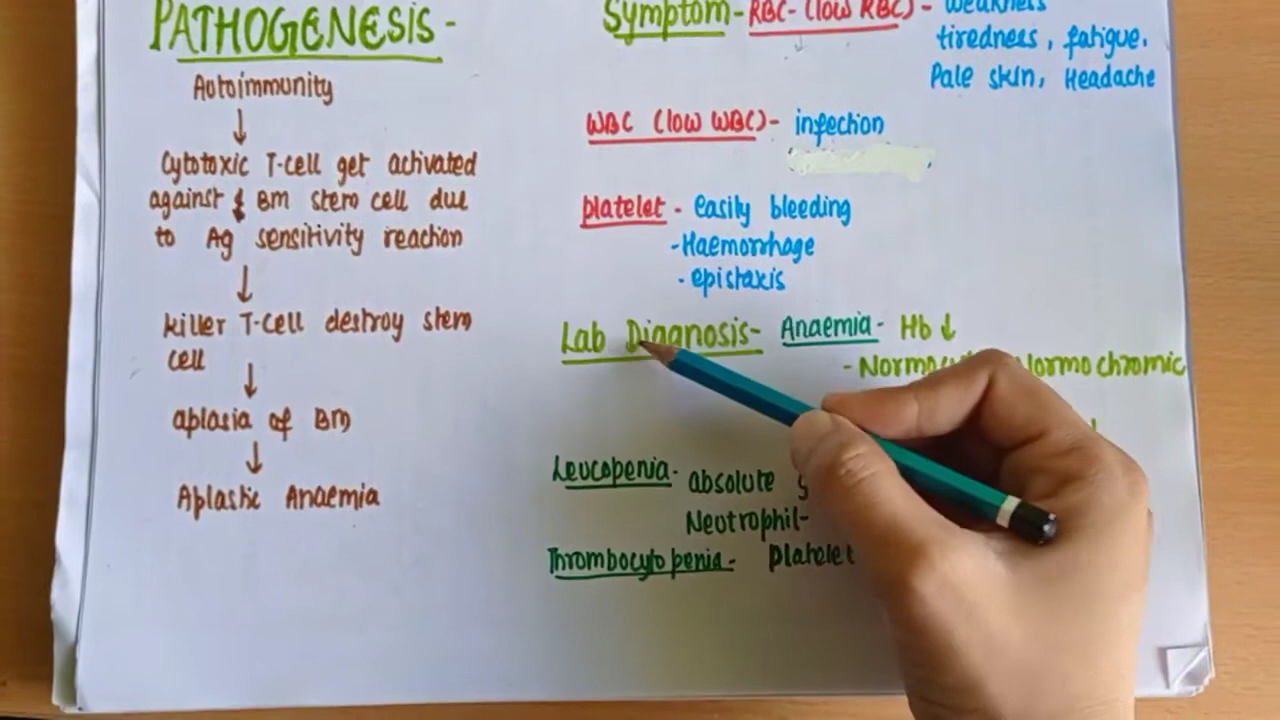 PATHOGENESIS-
Autoimmunity
↓
Cytotoxic T-cell get activated
against BM stem cell due
to Ag sensitivity reaction
↓
killer T-cell destroy stem
cell
↓
aplasia of BM
↓
Aplastic Anaemia
Symptom- RBC- (low RBC) - weakness
tiredness, fatigue.
Pale skin, Headache
WBC (low WBC)- infection
platelet - easily bleeding
-Haemorrhage
- epistaxis
Lab Diagnosis- Anaemia- Hb ↓
- Normochromic
↓
Leucopenia- absolute
Neutrophil-
Thrombocytopenia- platelet